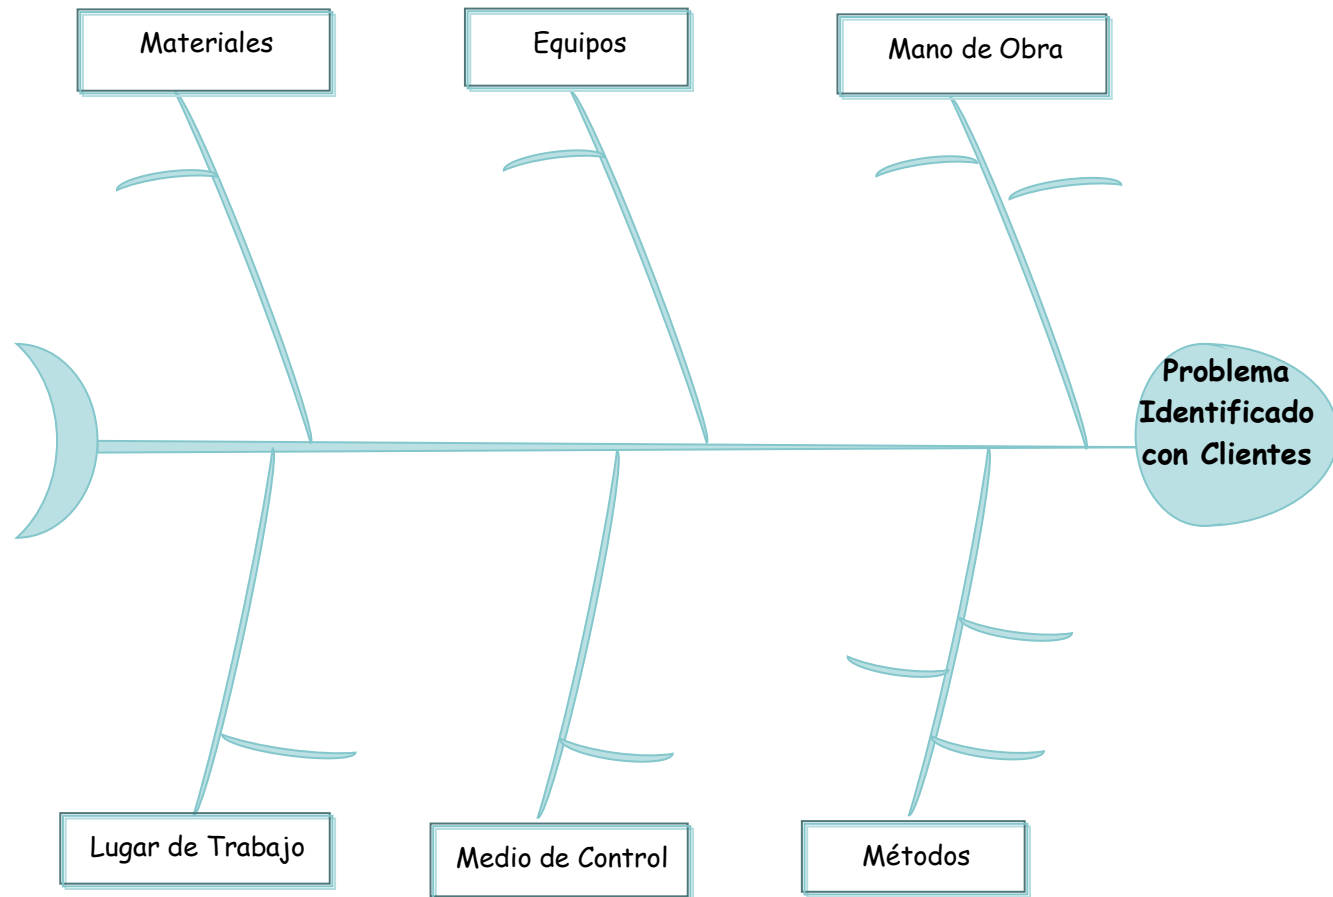 Materiales
Equipos
Mano de Obra
Problema
Identificado
con Clientes
Lugar de Trabajo
Medio de Control
Métodos